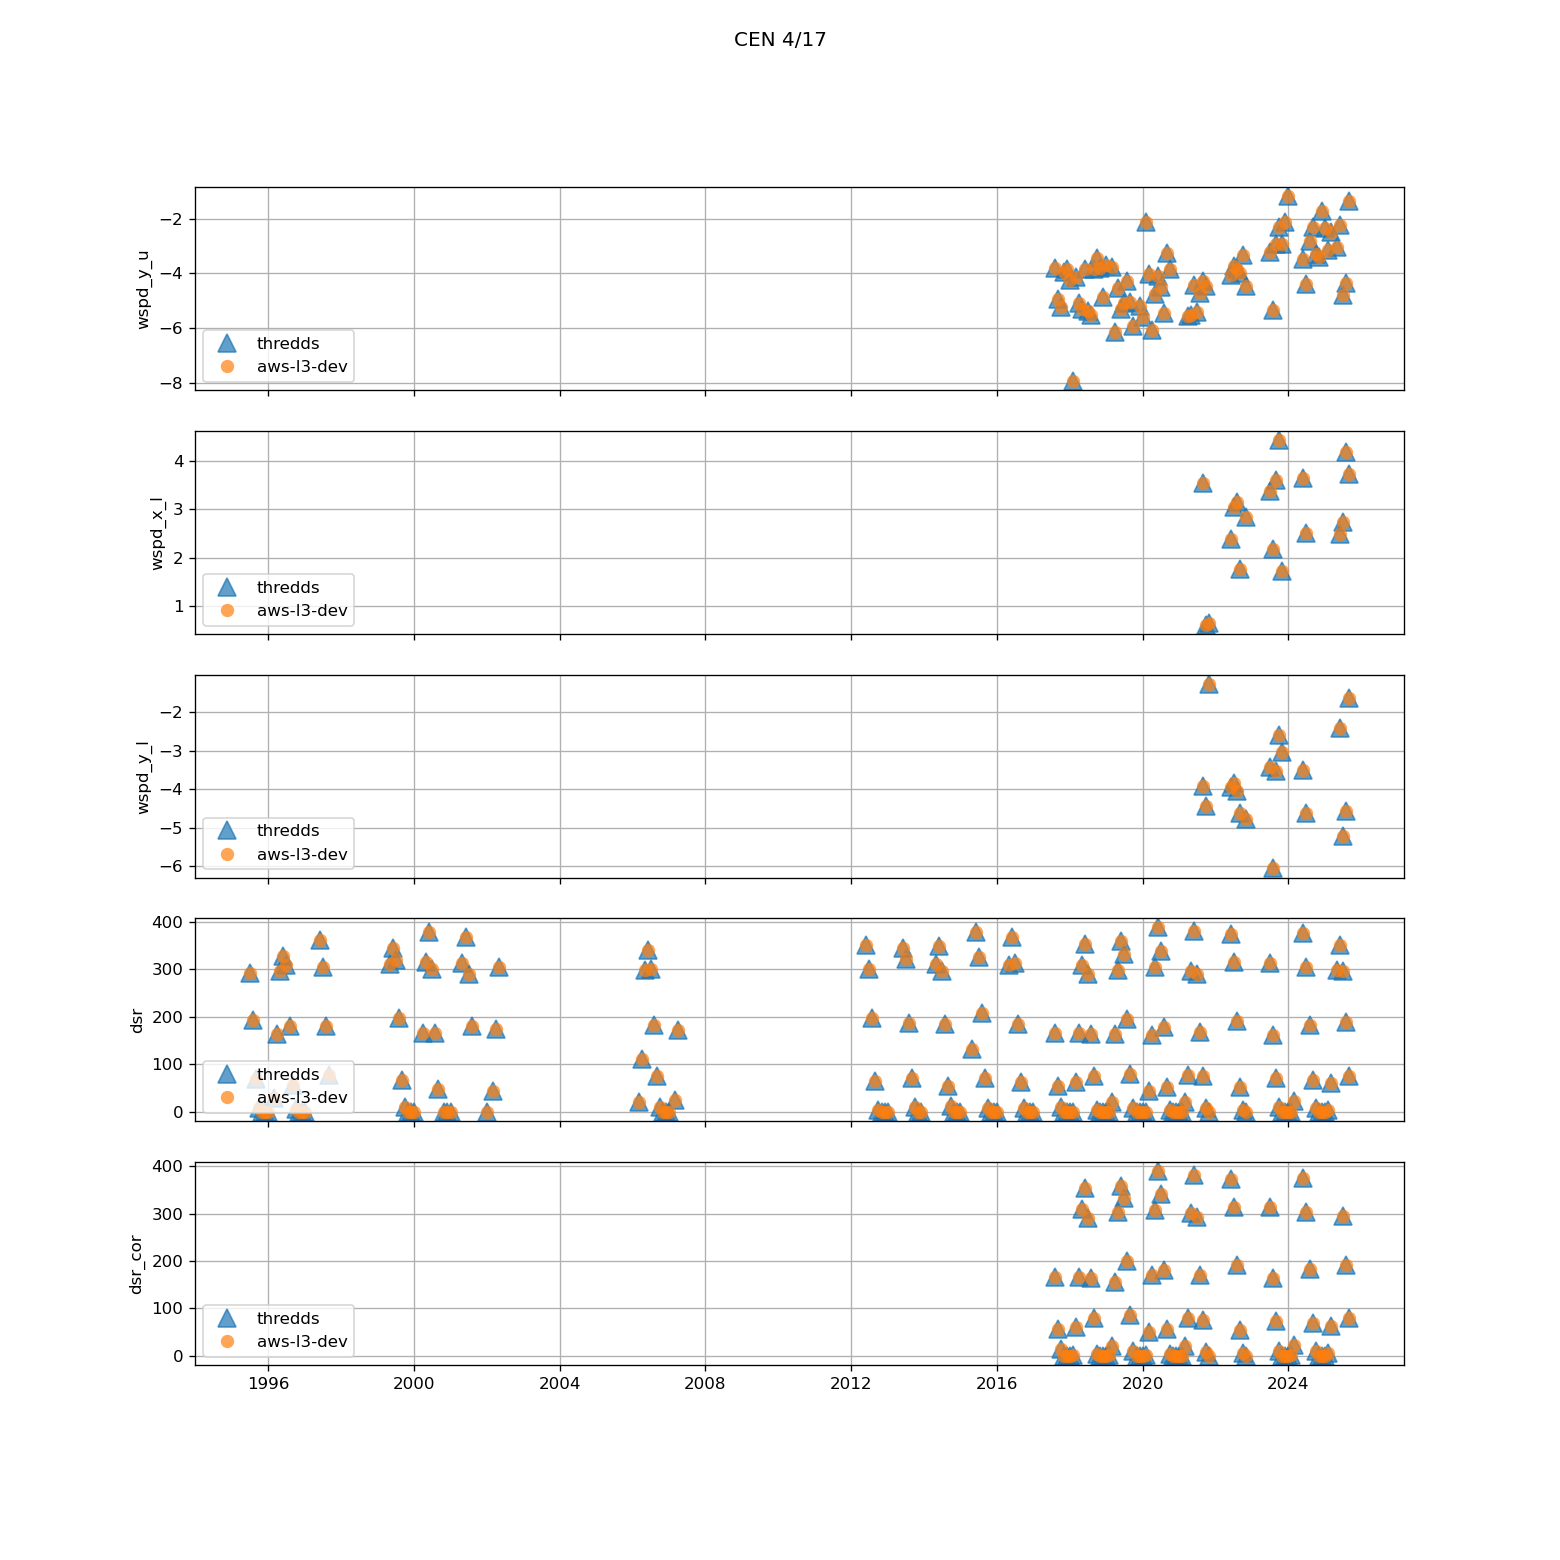 CEN 4/17
wspd_y_u
−2
−4
−6
−8
thredds
aws-l3-dev
wspd_x_l
4
3
2
1
thredds
aws-l3-dev
wspd_y_l
−2
−3
−4
−5
−6
thredds
aws-l3-dev
dsr
400
300
200
100
0
thredds
aws-l3-dev
dsr_cor
400
300
200
100
0
thredds
aws-l3-dev
1996 2000 2004 2008 2012 2016 2020 2024